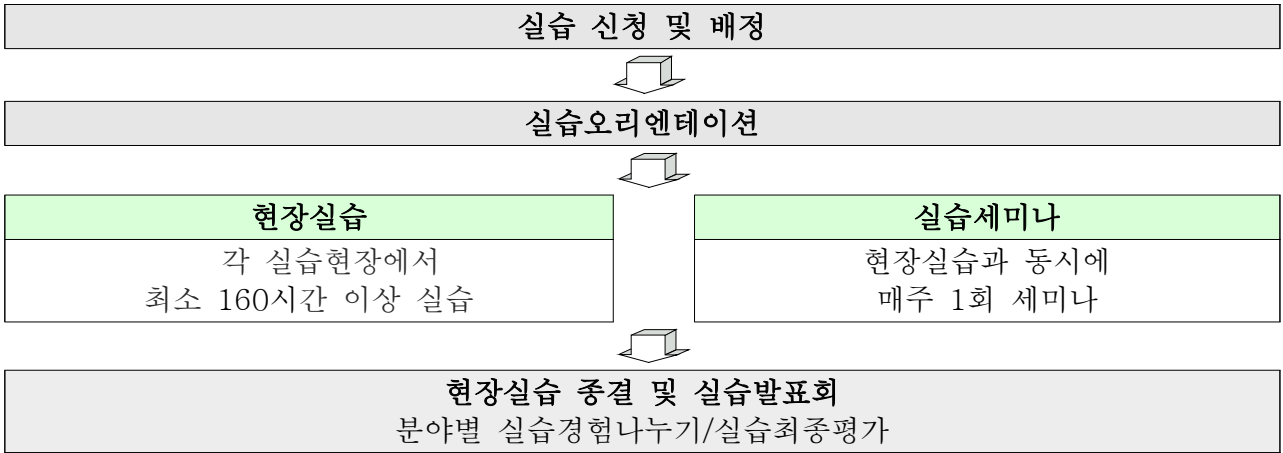 실습 신청 및 배정
실습오리엔테이션
현장실습
각 실습현장에서
최소 160시간 이상 실습
실습세미나
현장실습과 동시에
매주 1회 세미나
현장실습 종결 및 실습발표회
분야별 실습경험나누기/실습최종평가